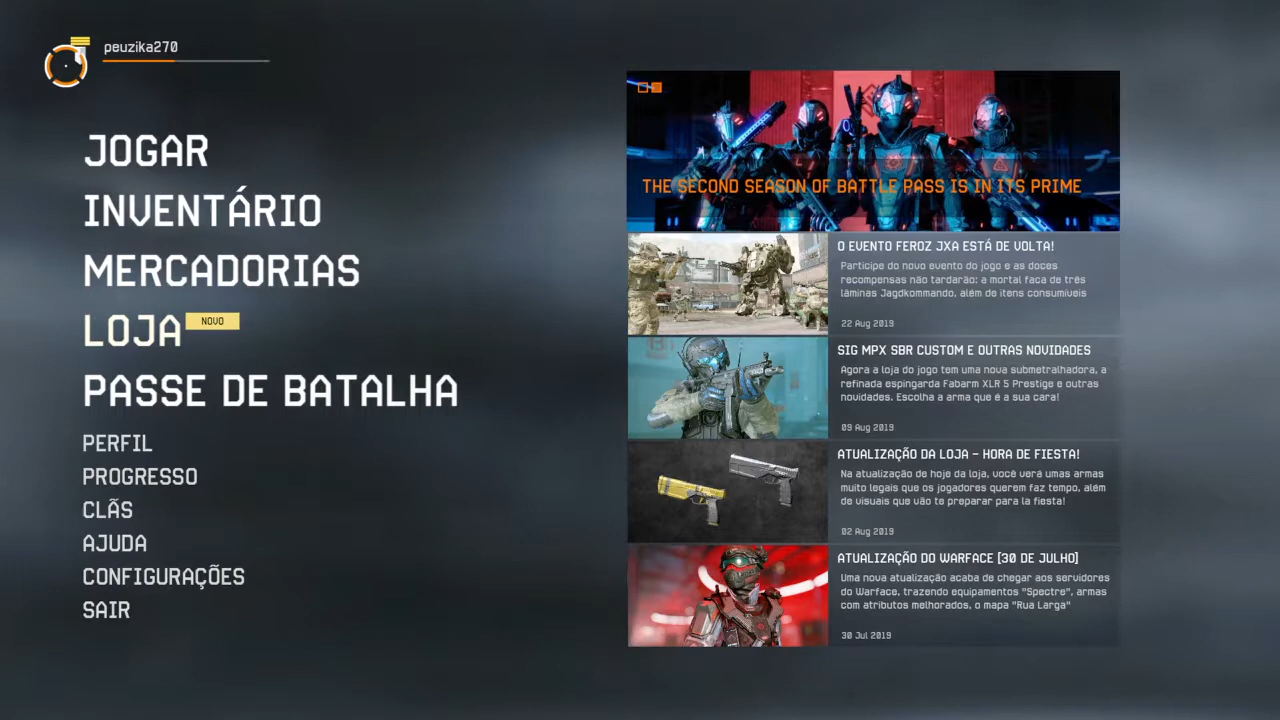 peuzika270
JOGAR
INVENTÁRIO
MERCADORIAS
LOJA
NOVO
PASSE DE BATALHA
PERFIL
PROGRESSO
CLÃS
AJUDA
CONFIGURAÇÕES
SAIR
THE SECOND SEASON OF BATTLE PASS IS IN ITS PRIME
O EVENTO FEROZ JXA ESTÁ DE VOLTA!
Participe do novo evento do jogo e as doces
recompensas não tardarão: a mortal faca de três
lâminas Jagdkommando, além de itens consumíveis
22 Aug 2019
SIG MPX SBR CUSTOM E OUTRAS NOVIDADES
Agora a loja do jogo tem uma nova submetralhadora, a
refinada espingarda Fabarm XLR 5 Prestige e outras
novidades. Escolha a arma que é a sua cara!
09 Aug 2019
ATUALIZAÇÃO DA LOJA – HORA DE FIESTA!
Na atualização de hoje da loja, você verá umas armas
muito legais que os jogadores querem faz tempo, além
de visuais que vão te preparar para la fiesta!
02 Aug 2019
ATUALIZAÇÃO DO WARFACE [30 DE JULHO]
Uma nova atualização acaba de chegar aos servidores
do Warface, trazendo equipamentos "Spectre", armas
com atributos melhorados, o mapa "Rua Larga"
30 Jul 2019